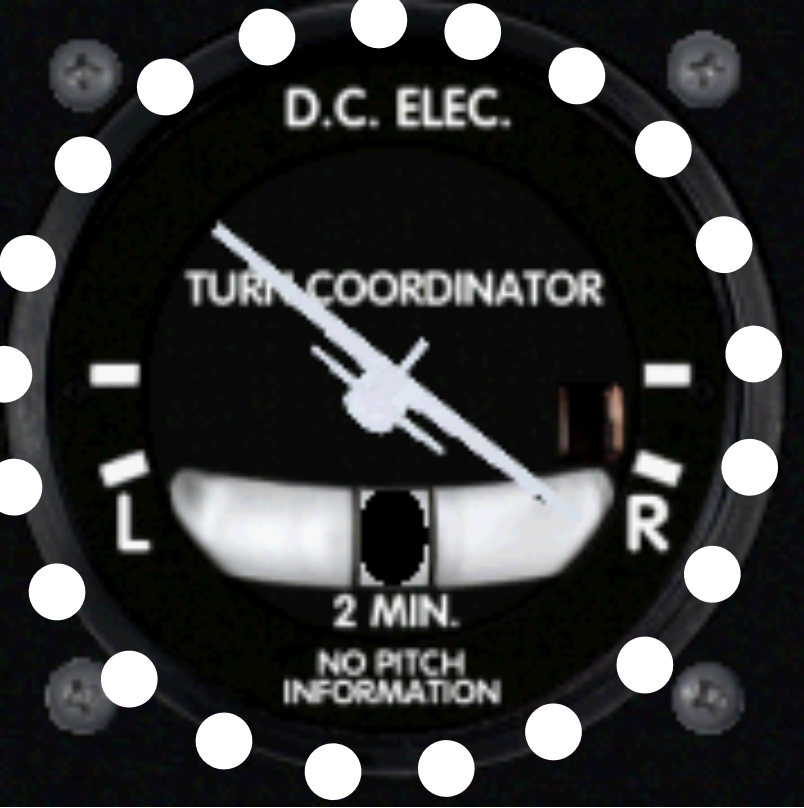 D.C. ELEC.
TURN COORDINATOR
L R
2 MIN.
NO PITCH
INFORMATION